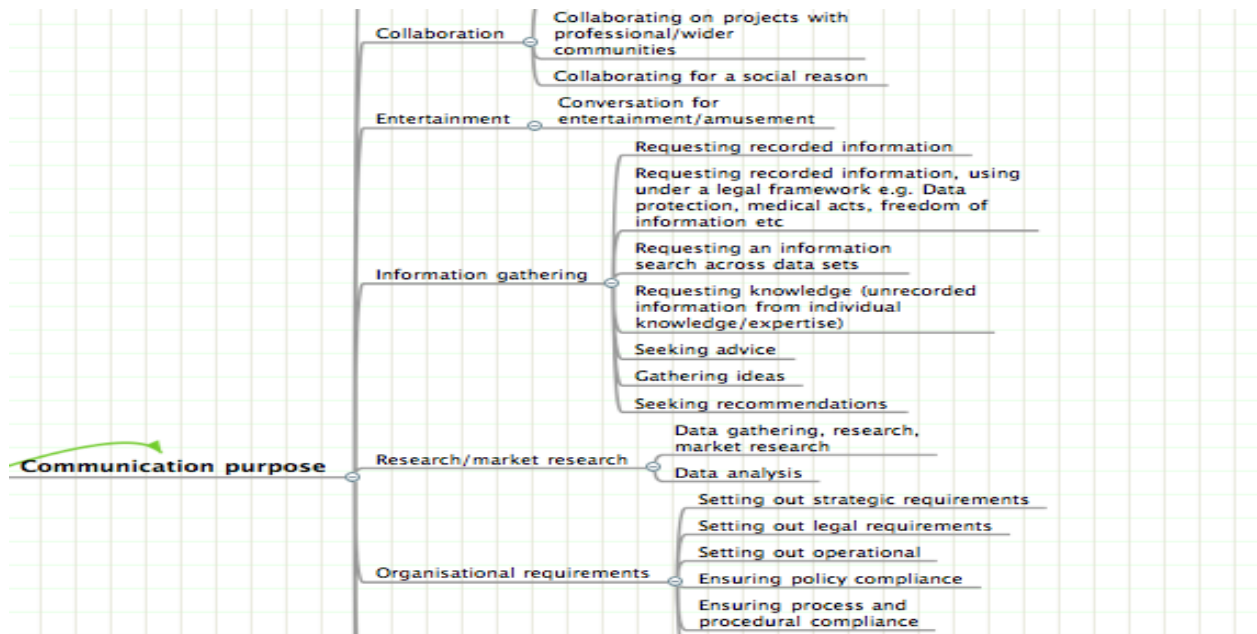 Collaboration
Collaborating on projects with
professional/wider
communities
Collaborating for a social reason
Entertainment
Conversation for
entertainment/amusement
Information gathering
Requesting recorded information
Requesting recorded information, using
under a legal framework e.g. Data
protection, medical acts, freedom of
information etc
Requesting an information
search across data sets
Requesting knowledge (unrecorded
information from individual
knowledge/expertise)
Seeking advice
Gathering ideas
Seeking recommendations
Communication purpose
Research/market research
Data gathering, research,
market research
Data analysis
Organisational requirements
Setting out strategic requirements
Setting out legal requirements
Setting out operational
Ensuring policy compliance
Ensuring process and
procedural compliance